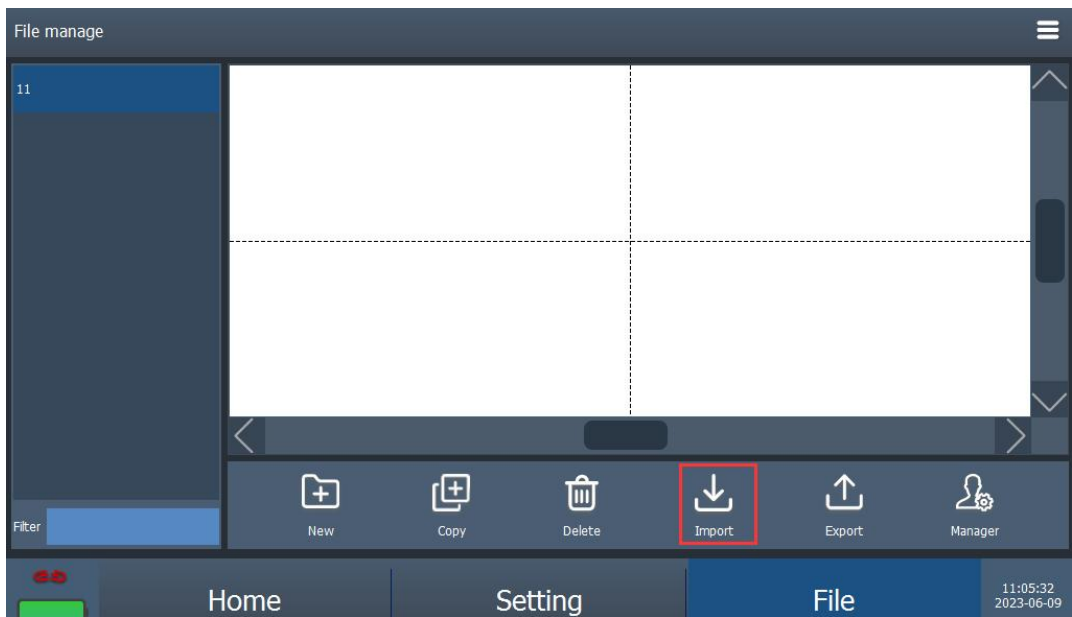 File manage
11
Filter
New
Copy
Delete
Import
Export
Manager
Home
Setting
File
11:05:32
2023-06-09